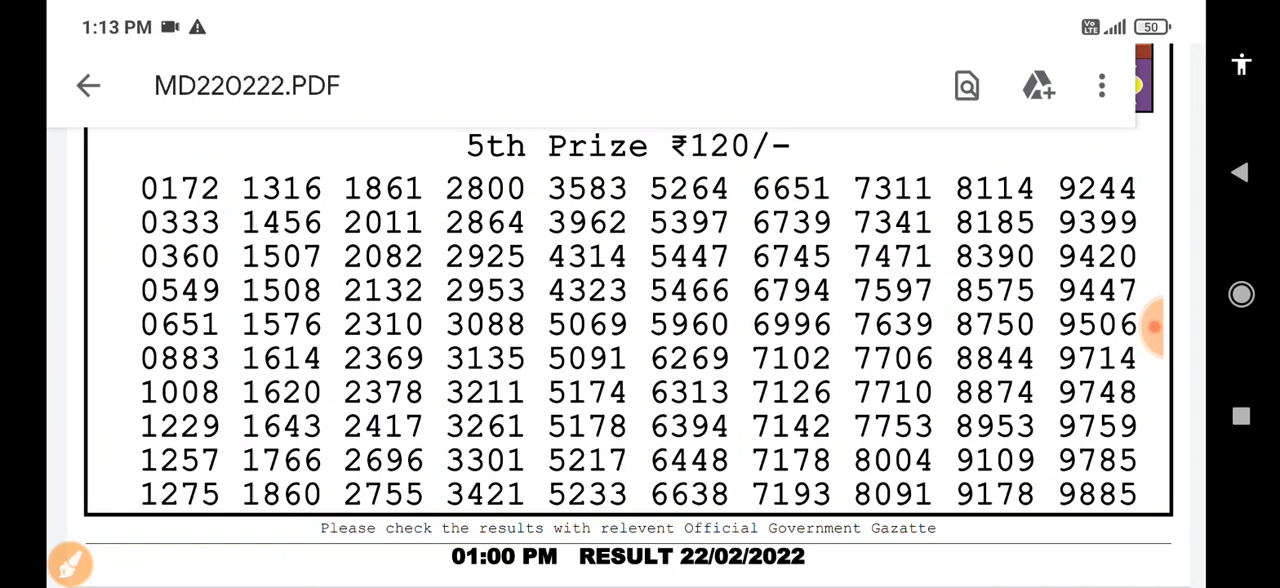 1:13 PM
Vo LTE 50
MD220222.PDF
5th Prize ₹120/-
0172 1316 1861 2800 3583 5264 6651 7311 8114 9244
0333 1456 2011 2864 3962 5397 6739 7341 8185 9399
0360 1507 2082 2925 4314 5447 6745 7471 8390 9420
0549 1508 2132 2953 4323 5466 6794 7597 8575 9447
0651 1576 2310 3088 5069 5960 6996 7639 8750 9506
0883 1614 2369 3135 5091 6269 7102 7706 8844 9714
1008 1620 2378 3211 5174 6313 7126 7710 8874 9748
1229 1643 2417 3261 5178 6394 7142 7753 8953 9759
1257 1766 2696 3301 5217 6448 7178 8004 9109 9785
1275 1860 2755 3421 5233 6638 7193 8091 9178 9885
Please check the results with relevent Official Government Gazatte
01:00 PM RESULT 22/02/2022